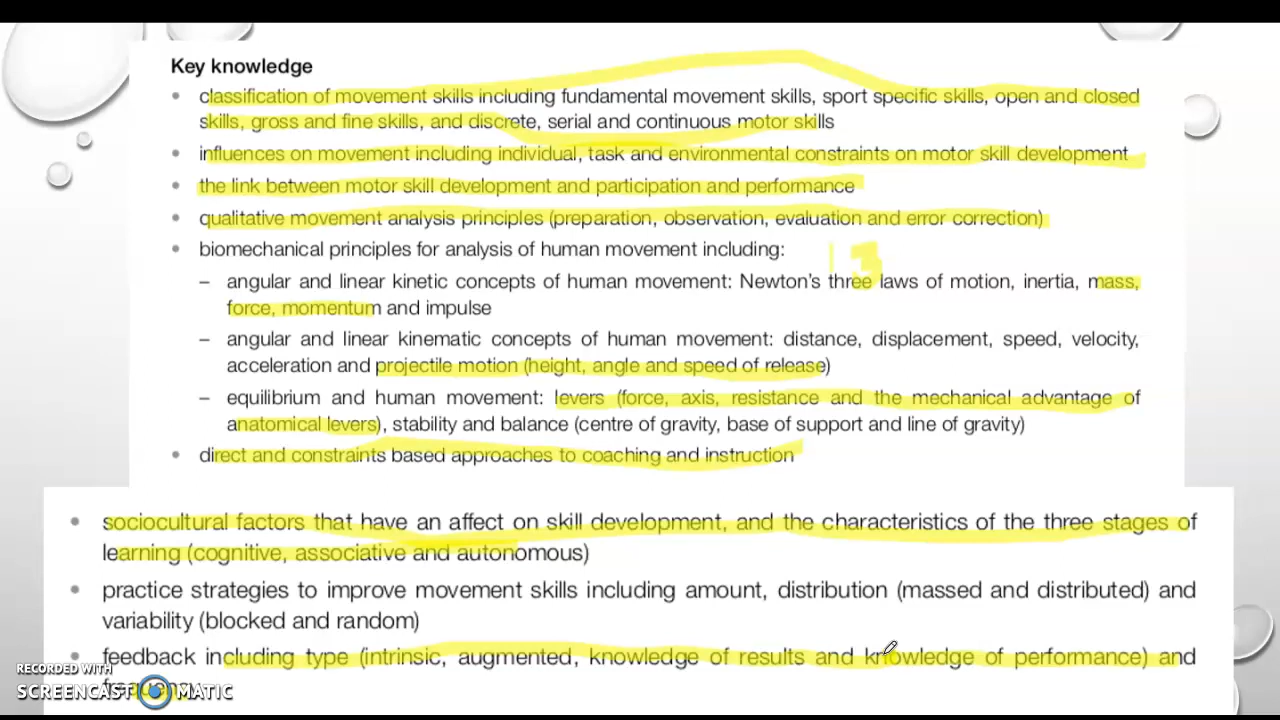 Key knowledge
• classification of movement skills including fundamental movement skills, sport specific skills, open and closed
skills, gross and fine skills, and discrete, serial and continuous motor skills
• influences on movement including individual, task and environmental constraints on motor skill development
• the link between motor skill development and participation and performance
• qualitative movement analysis principles (preparation, observation, evaluation and error correction)
• biomechanical principles for analysis of human movement including:
13
– angular and linear kinetic concepts of human movement: Newton's three laws of motion, inertia, mass,
force, momentum and impulse
– angular and linear kinematic concepts of human movement: distance, displacement, speed, velocity,
acceleration and projectile motion (height, angle and speed of release)
– equilibrium and human movement: levers (force, axis, resistance and the mechanical advantage of
anatomical levers), stability and balance (centre of gravity, base of support and line of gravity)
• direct and constraints based approaches to coaching and instruction
• sociocultural factors that have an affect on skill development, and the characteristics of the three stages of
learning (cognitive, associative and autonomous)
• practice strategies to improve movement skills including amount, distribution (massed and distributed) and
variability (blocked and random)
• feedback including type (intrinsic, augmented, knowledge of results and knowledge of performance) and
RECORDED WITH
SCREENCAST MATIC